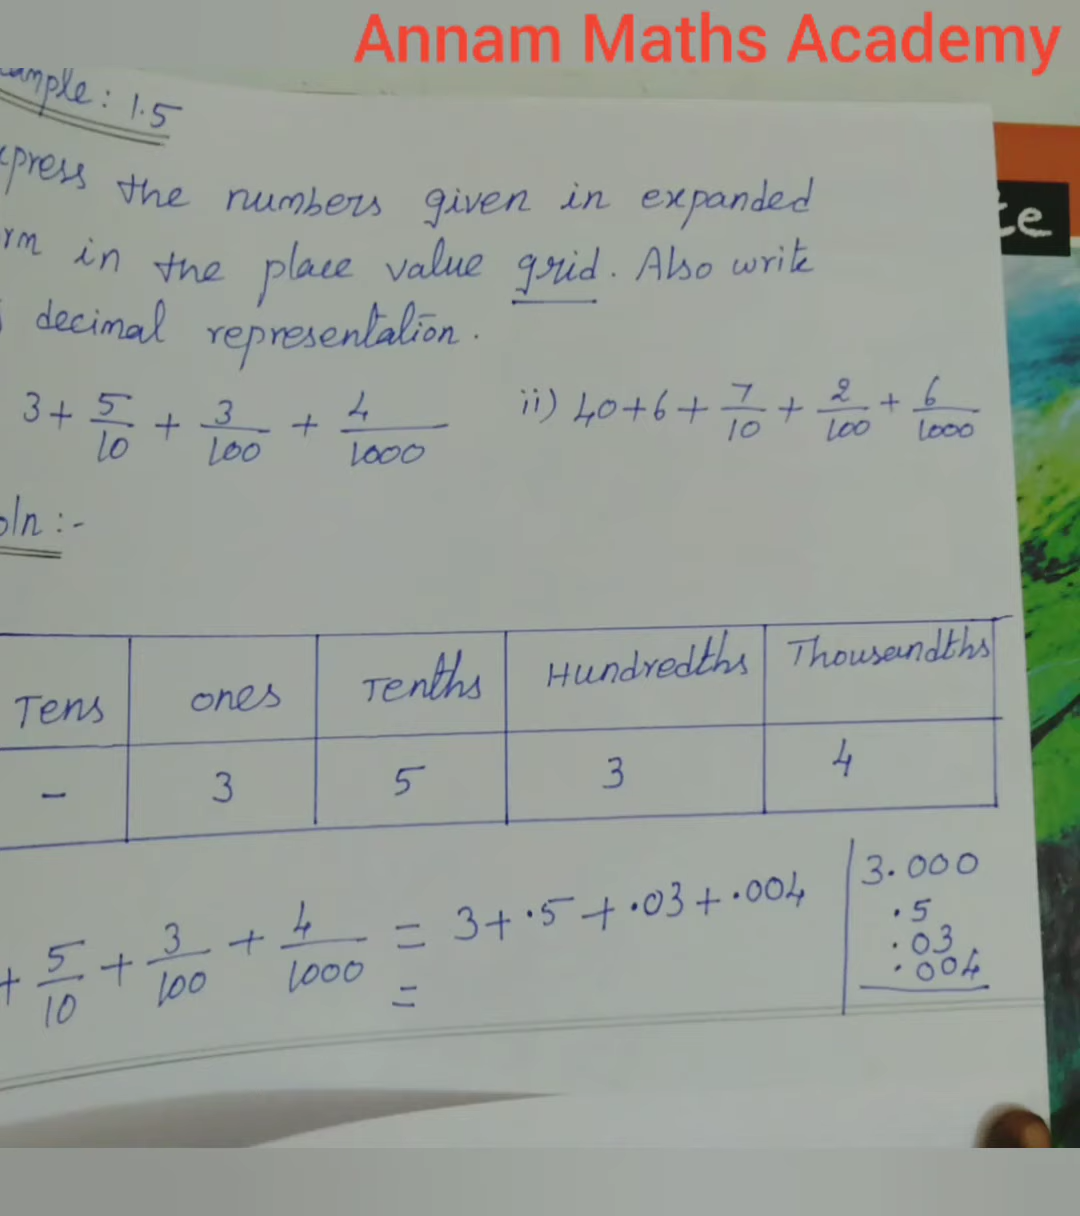 Annam Maths Academy
ample: 1.5
xpress the numbers given in expanded
rm in the place value grid. Also write
decimal representation.
3 + 5/10 + 3/100 + 4/1000 ii) 40+6+ 7/10 + 2/100 + 6/1000
oln :-
Tens ones Tenths Hundredths Thousandths
- 3 5 3 4
+ 5/10 + 3/100 + 4/1000 = 3+.5+.03+.004
=
3.000
.5
.03
.004